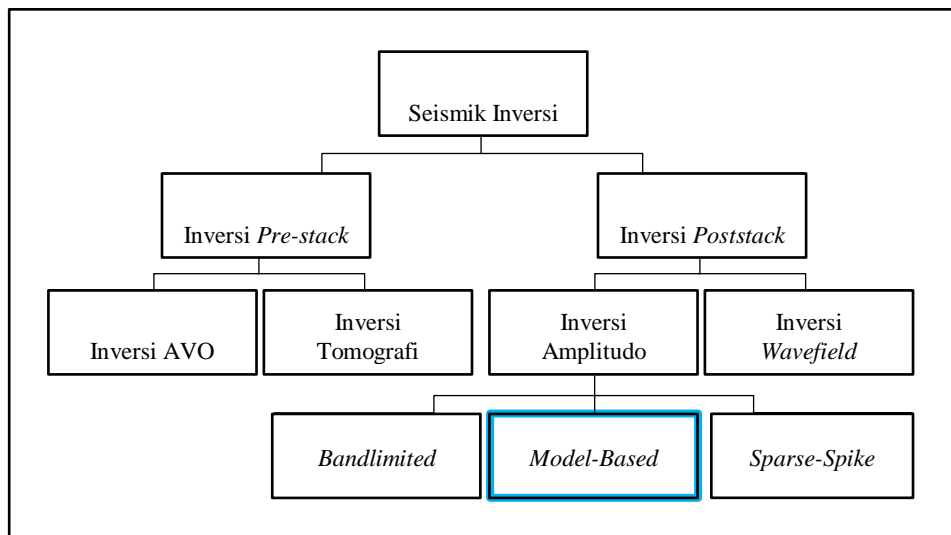 Seismik Inversi
Inversi Pre-stack
Inversi Poststack
Inversi AVO
Inversi
Tomografi
Inversi
Amplitudo
Inversi
Wavefield
Bandlimited
Model-Based
Sparse-Spike